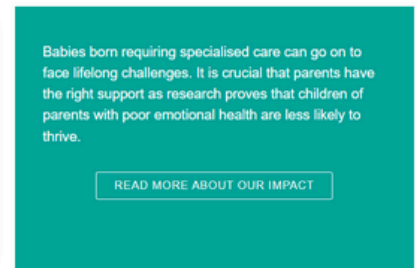 Babies born requiring specialised care can go on to
face lifelong challenges. It is crucial that parents have
the right support as research proves that children of
parents with poor emotional health are less likely to
thrive.
READ MORE ABOUT OUR IMPACT